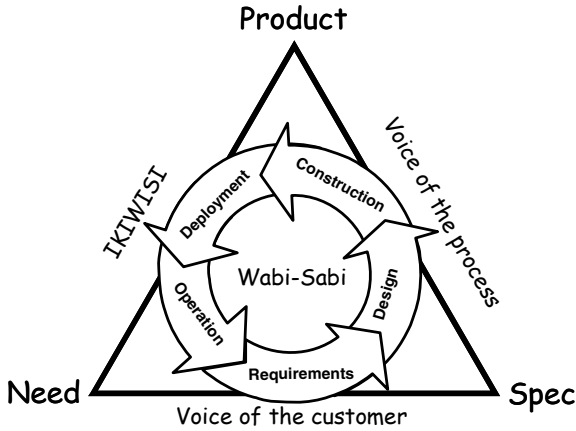 Product
Voice of the process
Construction
Deployment
IKIWISI
Wabi-Sabi
Design
Operation
Requirements
Need
Spec
Voice of the customer